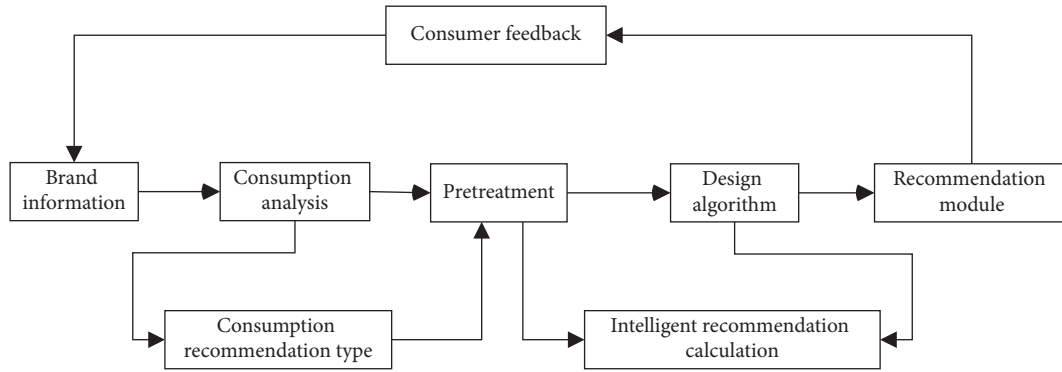 Consumer feedback
Brand
information
Consumption
analysis
Pretreatment
Design
algorithm
Recommendation
module
Consumption
recommendation type
Intelligent recommendation
calculation